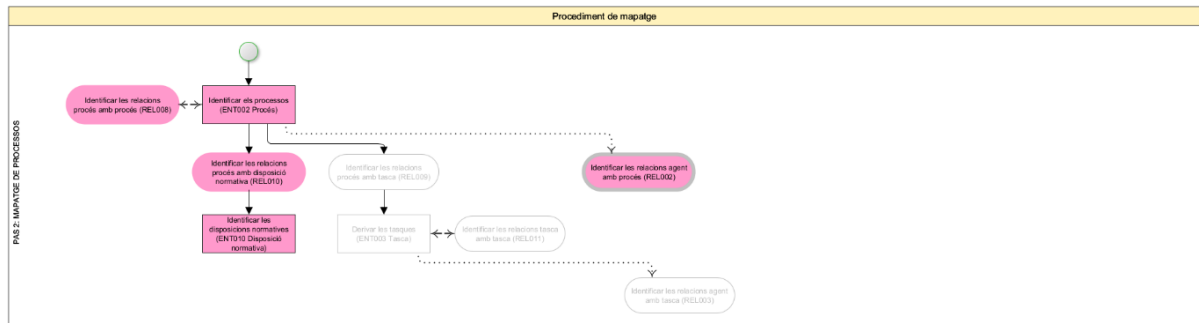 Procediment de mapatge
PAS 2: MAPATGE DE PROCESSOS
Identificar les relacions
procés amb procés (REL008)
Identificar els processos
(ENT002 Procés)
Identificar les relacions
procés amb disposició
normativa (REL010)
Identificar les relacions
procés amb tasca (REL009)
Identificar les relacions agent
amb procés (REL002)
Identificar les
disposicions normatives
(ENT010 Disposició
normativa)
Derivar les tasques
(ENT003 Tasca)
Identificar les relacions tasca
amb tasca (REL011)
Identificar les relacions agent
amb tasca (REL003)